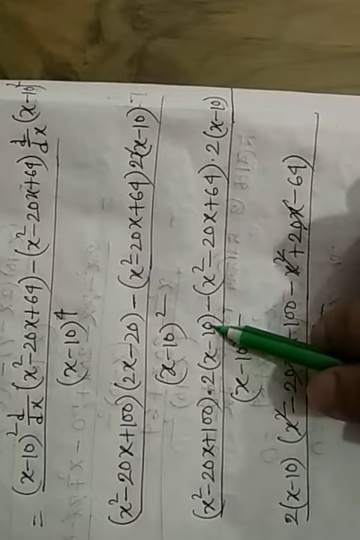 = (x-10)² d/dx (x²-20x+64) - (x²-20x+64) d/dx (x-10)²
(x-10)⁴
(x²-20x+100)(2x-20) - (x²-20x+64) 2(x-10)
(x-10)²
(x²-20x+100)·2(x-10) - (x²-20x+64)·2(x-10)
(x-10)
2(x-10) (x²-20x+100 - x²+20x-64)